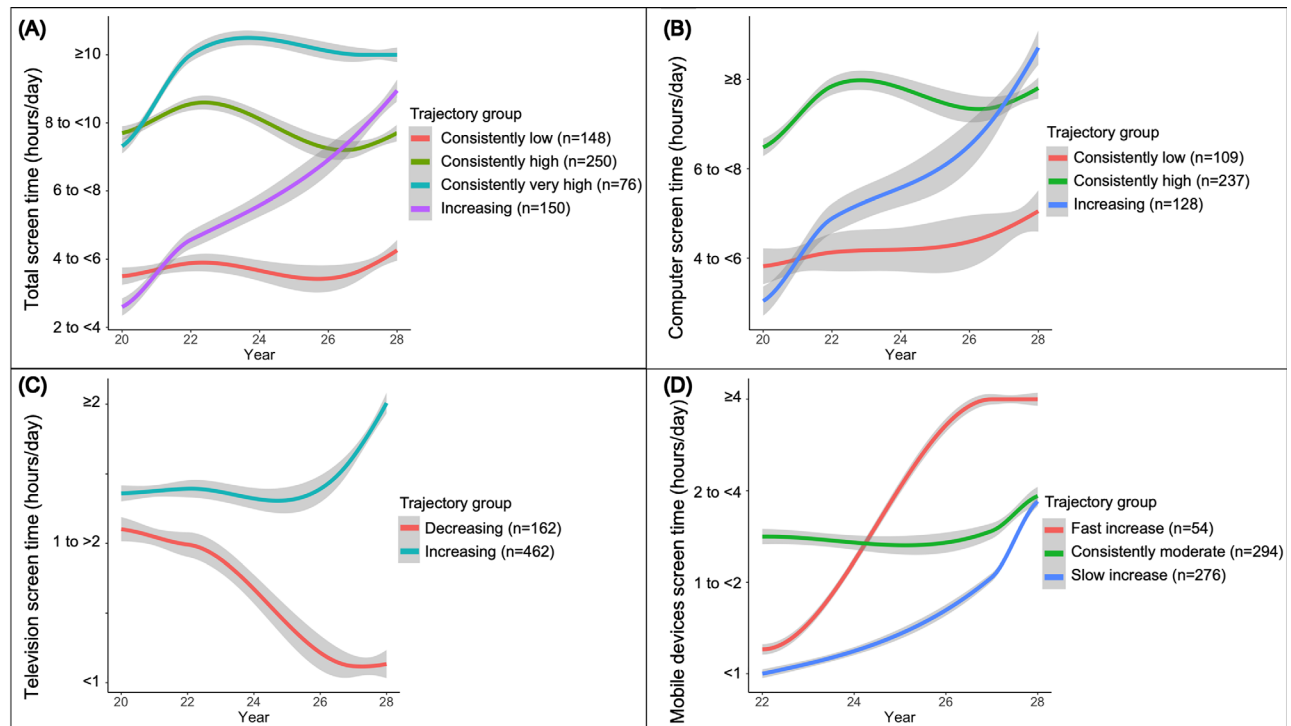 (A)
Total screen time (hours/day)
≥10
8 to <10
6 to <8
4 to <6
2 to <4
20
22
24
26
28
Year
Trajectory group
Consistently low (n=148)
Consistently high (n=250)
Consistently very high (n=76)
Increasing (n=150)
(B)
Computer screen time (hours/day)
≥8
6 to <8
4 to <6
20
22
24
26
28
Year
Trajectory group
Consistently low (n=109)
Consistently high (n=237)
Increasing (n=128)
(C)
Television screen time (hours/day)
≥2
1 to ≥2
<1
20
22
24
26
28
Year
Trajectory group
Decreasing (n=162)
Increasing (n=462)
(D)
Mobile devices screen time (hours/day)
≥4
2 to <4
1 to <2
<1
22
24
26
28
Year
Trajectory group
Fast increase (n=54)
Consistently moderate (n=294)
Slow increase (n=276)